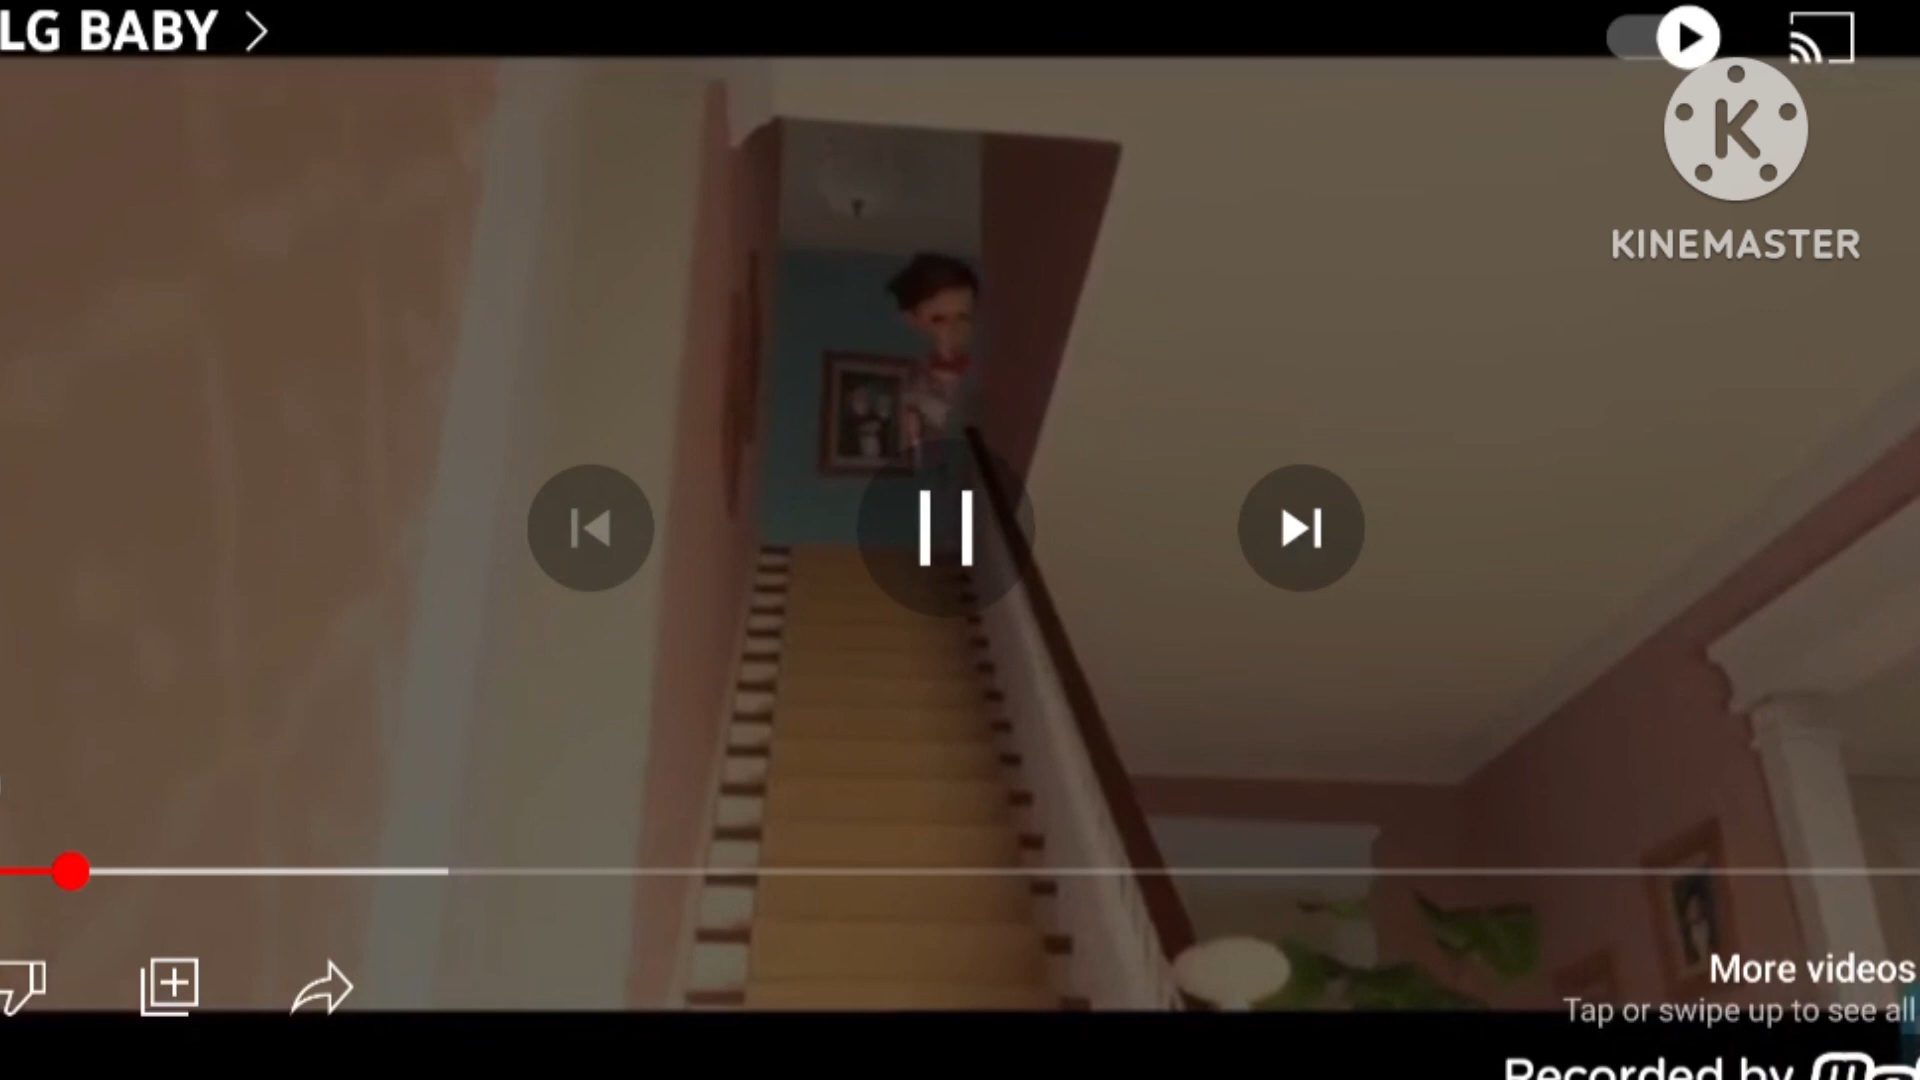 LG BABY
K
KINEMASTER
More videos
Tap or swipe up to see all
Recorded by